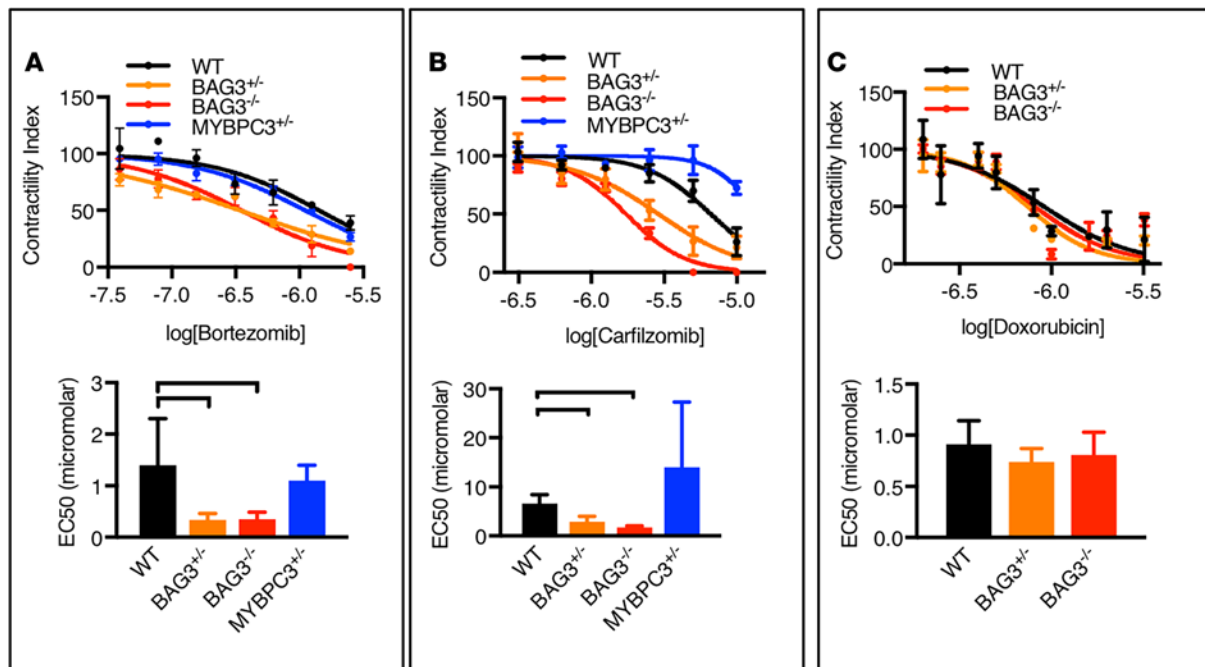 A
WT
BAG3+/-
BAG3-/-
MYBPC3+/-
150
100
50
0
Contractility Index
-7.5 -7.0 -6.5 -6.0 -5.5
log[Bortezomib]
3
2
1
0
EC50 (micromolar)
WT BAG3+/- BAG3-/- MYBPC3+/-
B
WT
BAG3+/-
BAG3-/-
MYBPC3+/-
150
100
50
0
Contractility Index
-6.5 -6.0 -5.5 -5.0
log[Carfilzomib]
30
20
10
0
EC50 (micromolar)
WT BAG3+/- BAG3-/- MYBPC3+/-
C
WT
BAG3+/-
BAG3-/-
150
100
50
0
Contractility Index
-6.5 -6.0 -5.5
log[Doxorubicin]
1.5
1.0
0.5
0.0
EC50 (micromolar)
WT BAG3+/- BAG3-/-